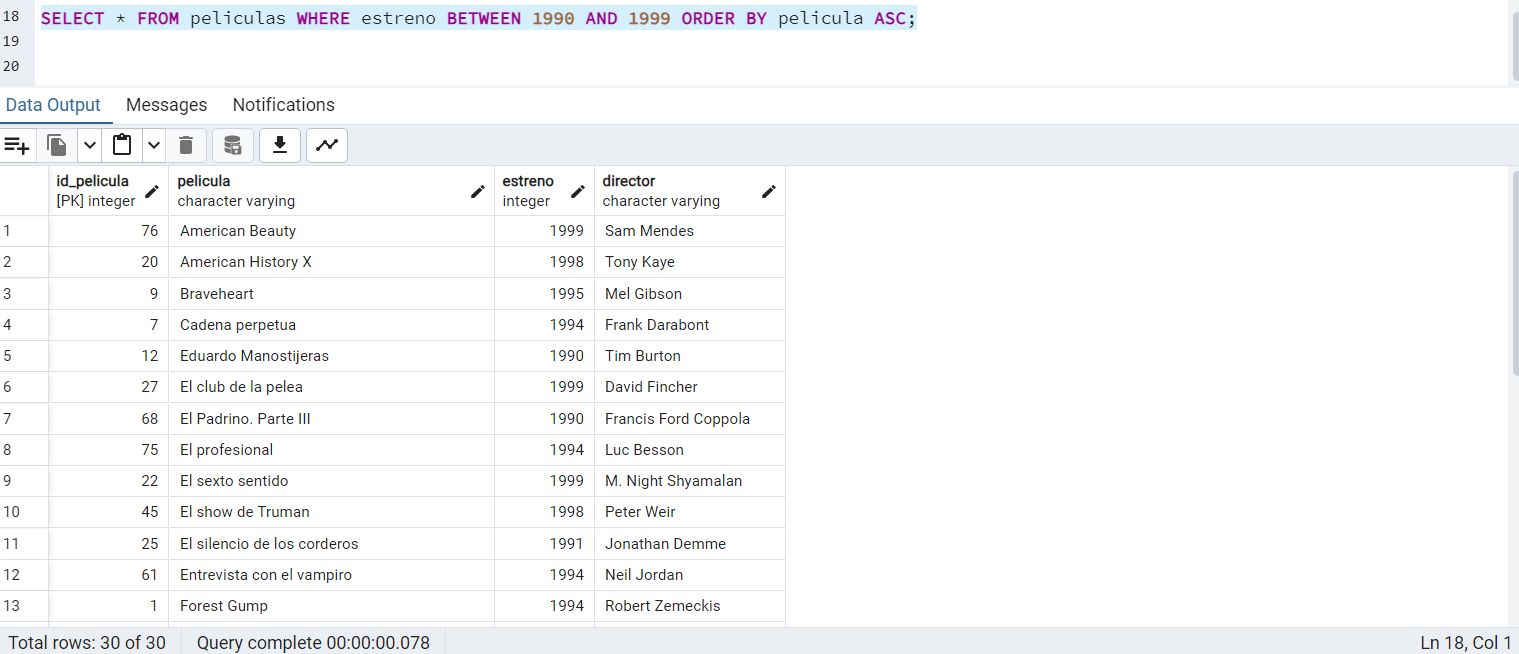 18 SELECT * FROM peliculas WHERE estreno BETWEEN 1990 AND 1999 ORDER BY pelicula ASC;
19
20
Data Output Messages Notifications
id_pelicula pelicula estreno director
[PK] integer character varying integer character varying
1 76 American Beauty 1999 Sam Mendes
2 20 American History X 1998 Tony Kaye
3 9 Braveheart 1995 Mel Gibson
4 7 Cadena perpetua 1994 Frank Darabont
5 12 Eduardo Manostijeras 1990 Tim Burton
6 27 El club de la pelea 1999 David Fincher
7 68 El Padrino. Parte III 1990 Francis Ford Coppola
8 75 El profesional 1994 Luc Besson
9 22 El sexto sentido 1999 M. Night Shyamalan
10 45 El show de Truman 1998 Peter Weir
11 25 El silencio de los corderos 1991 Jonathan Demme
12 61 Entrevista con el vampiro 1994 Neil Jordan
13 1 Forest Gump 1994 Robert Zemeckis
Total rows: 30 of 30 Query complete 00:00:00.078 Ln 18, Col 1